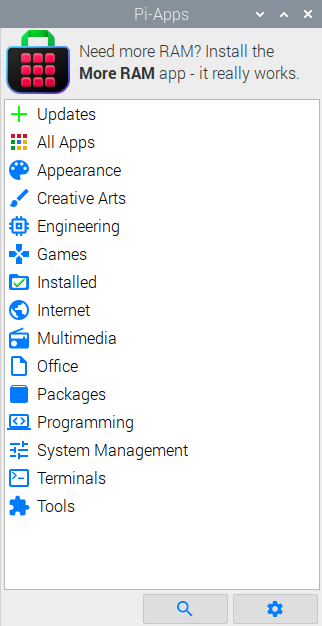 Pi-Apps
Need more RAM? Install the
More RAM app - it really works.
Updates
All Apps
Appearance
Creative Arts
Engineering
Games
Installed
Internet
Multimedia
Office
Packages
Programming
System Management
Terminals
Tools